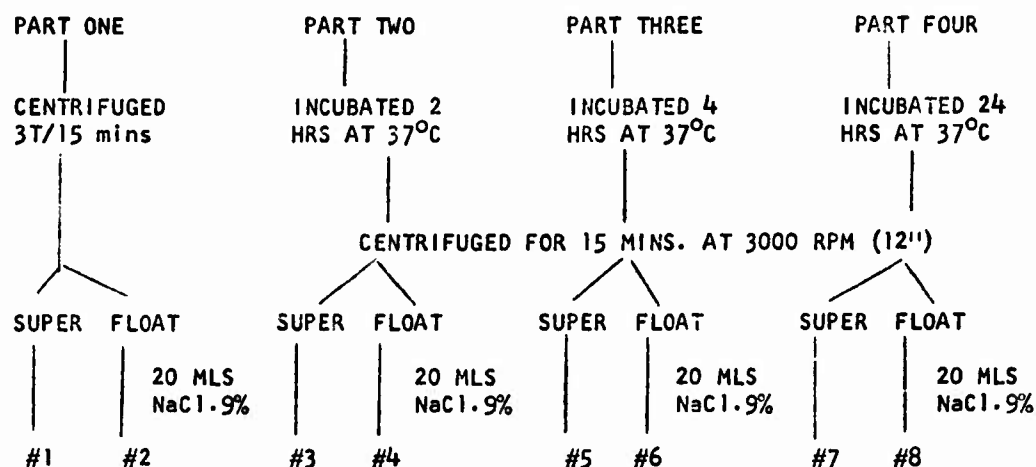 PART ONE PART TWO PART THREE PART FOUR
CENTRIFUGED INCUBATED 2 INCUBATED 4 INCUBATED 24
3T/15 mins HRS AT 37°C HRS AT 37°C HRS AT 37°C
CENTRIFUGED FOR 15 MINS. AT 3000 RPM (12")
SUPER FLOAT SUPER FLOAT SUPER FLOAT SUPER FLOAT
20 MLS 20 MLS 20 MLS 20 MLS
NaCl.9% NaCl.9% NaCl.9% NaCl.9%
#1 #2 #3 #4 #5 #6 #7 #8